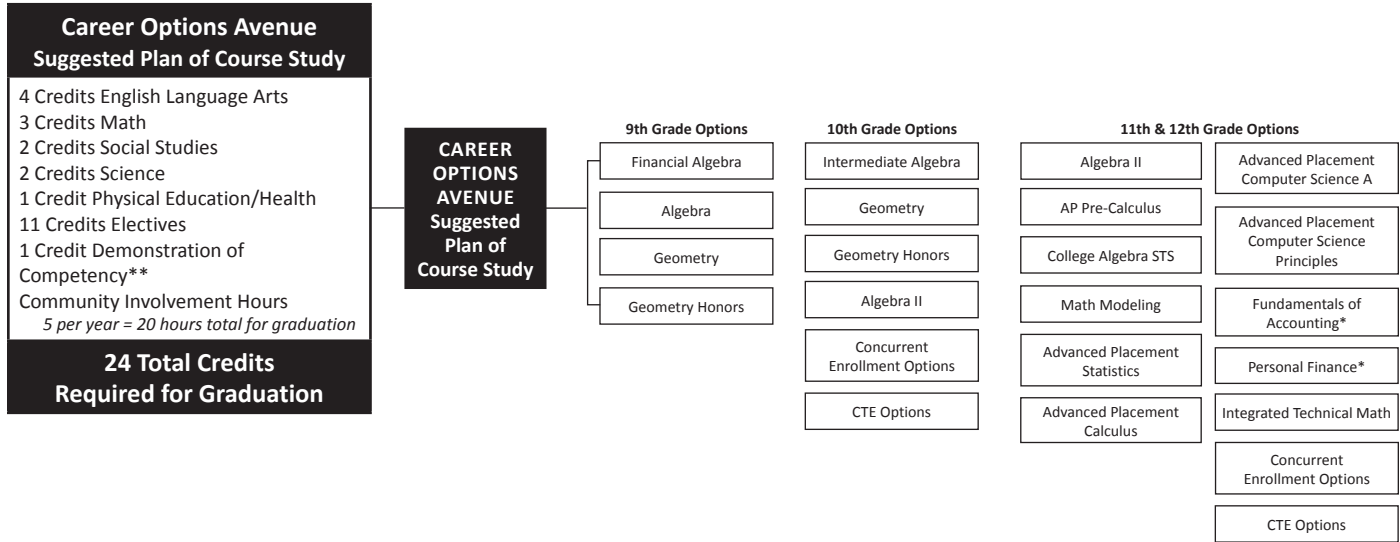 Career Options Avenue
Suggested Plan of Course Study
4 Credits English Language Arts
3 Credits Math
2 Credits Social Studies
2 Credits Science
1 Credit Physical Education/Health
11 Credits Electives
1 Credit Demonstration of
Competency**
Community Involvement Hours
5 per year = 20 hours total for graduation
24 Total Credits
Required for Graduation
CAREER
OPTIONS
AVENUE
Suggested
Plan of
Course Study
9th Grade Options
Financial Algebra
Algebra
Geometry
Geometry Honors
10th Grade Options
Intermediate Algebra
Geometry
Geometry Honors
Algebra II
Concurrent
Enrollment Options
CTE Options
11th & 12th Grade Options
Algebra II
AP Pre-Calculus
College Algebra STS
Math Modeling
Advanced Placement
Statistics
Advanced Placement
Calculus
Advanced Placement
Computer Science A
Advanced Placement
Computer Science
Principles
Fundamentals of
Accounting*
Personal Finance*
Integrated Technical Math
Concurrent
Enrollment Options
CTE Options